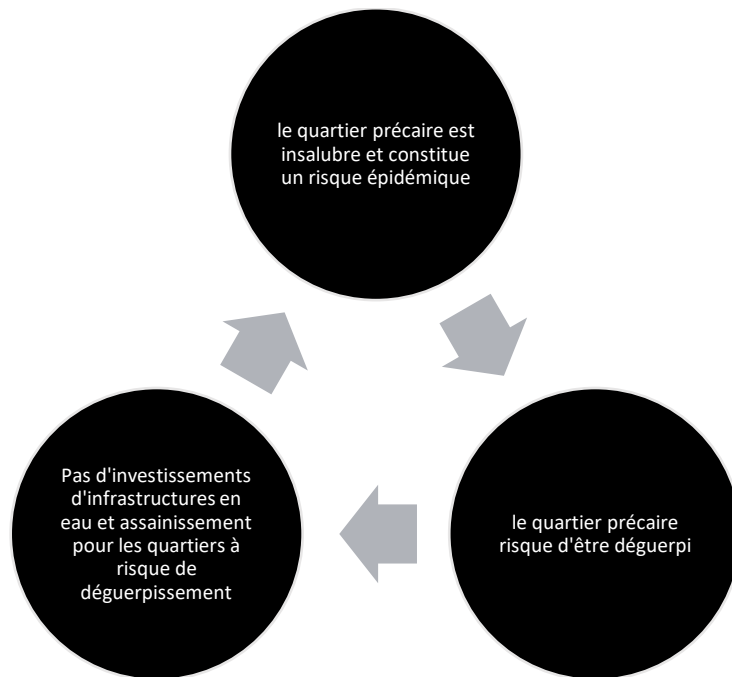 le quartier précaire est
insalubre et constitue
un risque épidémique
le quartier précaire
risque d'être déguerpi
Pas d'investissements
d'infrastructures en
eau et assainissement
pour les quartiers à
risque de
déguerpissement